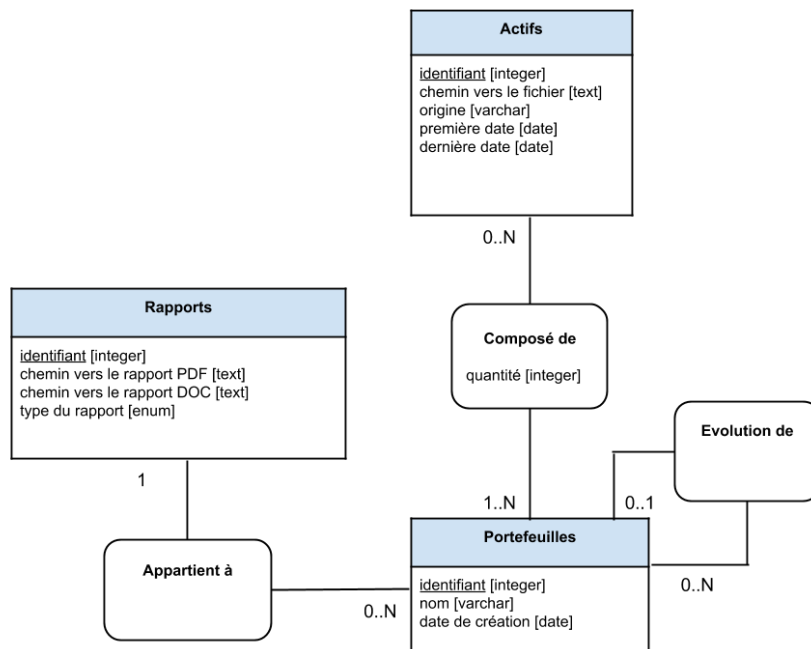 Actifs
identifiant [integer]
chemin vers le fichier [text]
origine [varchar]
première date [date]
dernière date [date]
0..N
Rapports
identifiant [integer]
chemin vers le rapport PDF [text]
chemin vers le rapport DOC [text]
type du rapport [enum]
Composé de
quantité [integer]
Evolution de
1
1..N
0..1
Appartient à
0..N
Portefeuilles
identifiant [integer]
nom [varchar]
date de création [date]
0..N